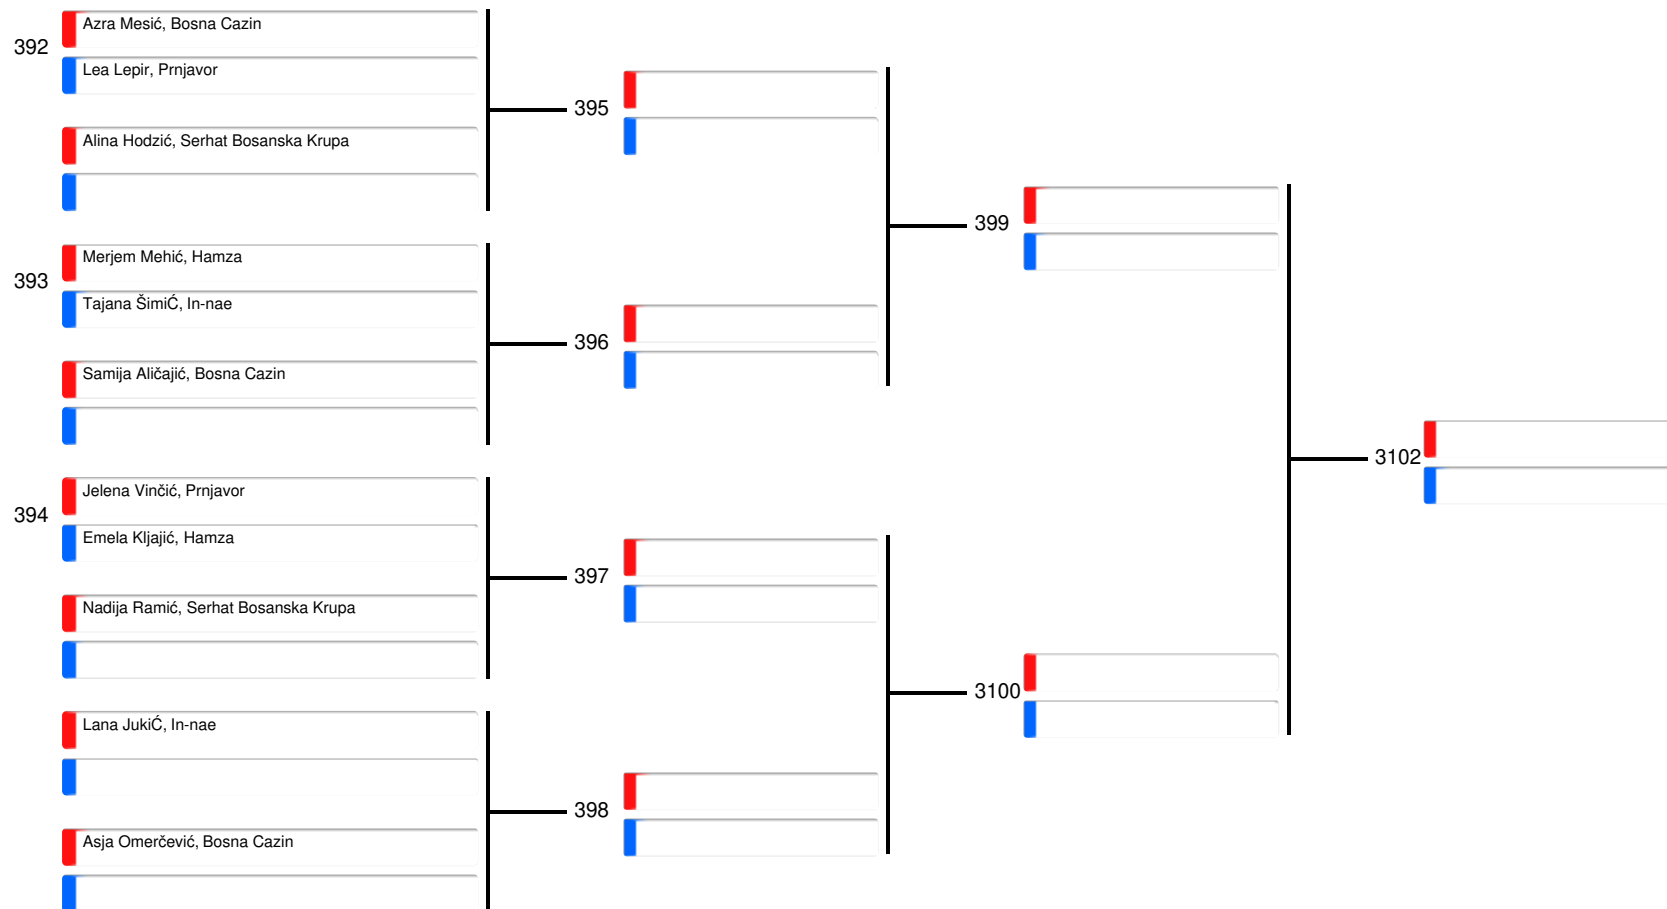 392
Azra Mesić, Bosna Cazin
Lea Lepir, Prnjavor
Alina Hodzić, Serhat Bosanska Krupa
393
Merjem Mehić, Hamza
Tajana ŠimiĆ, In-nae
Samija Aličajić, Bosna Cazin
394
Jelena Vinčić, Prnjavor
Emela Kljajić, Hamza
Nadija Ramić, Serhat Bosanska Krupa
Lana JukiĆ, In-nae
Asja Omerčević, Bosna Cazin
395
396
397
398
399
3100
3102